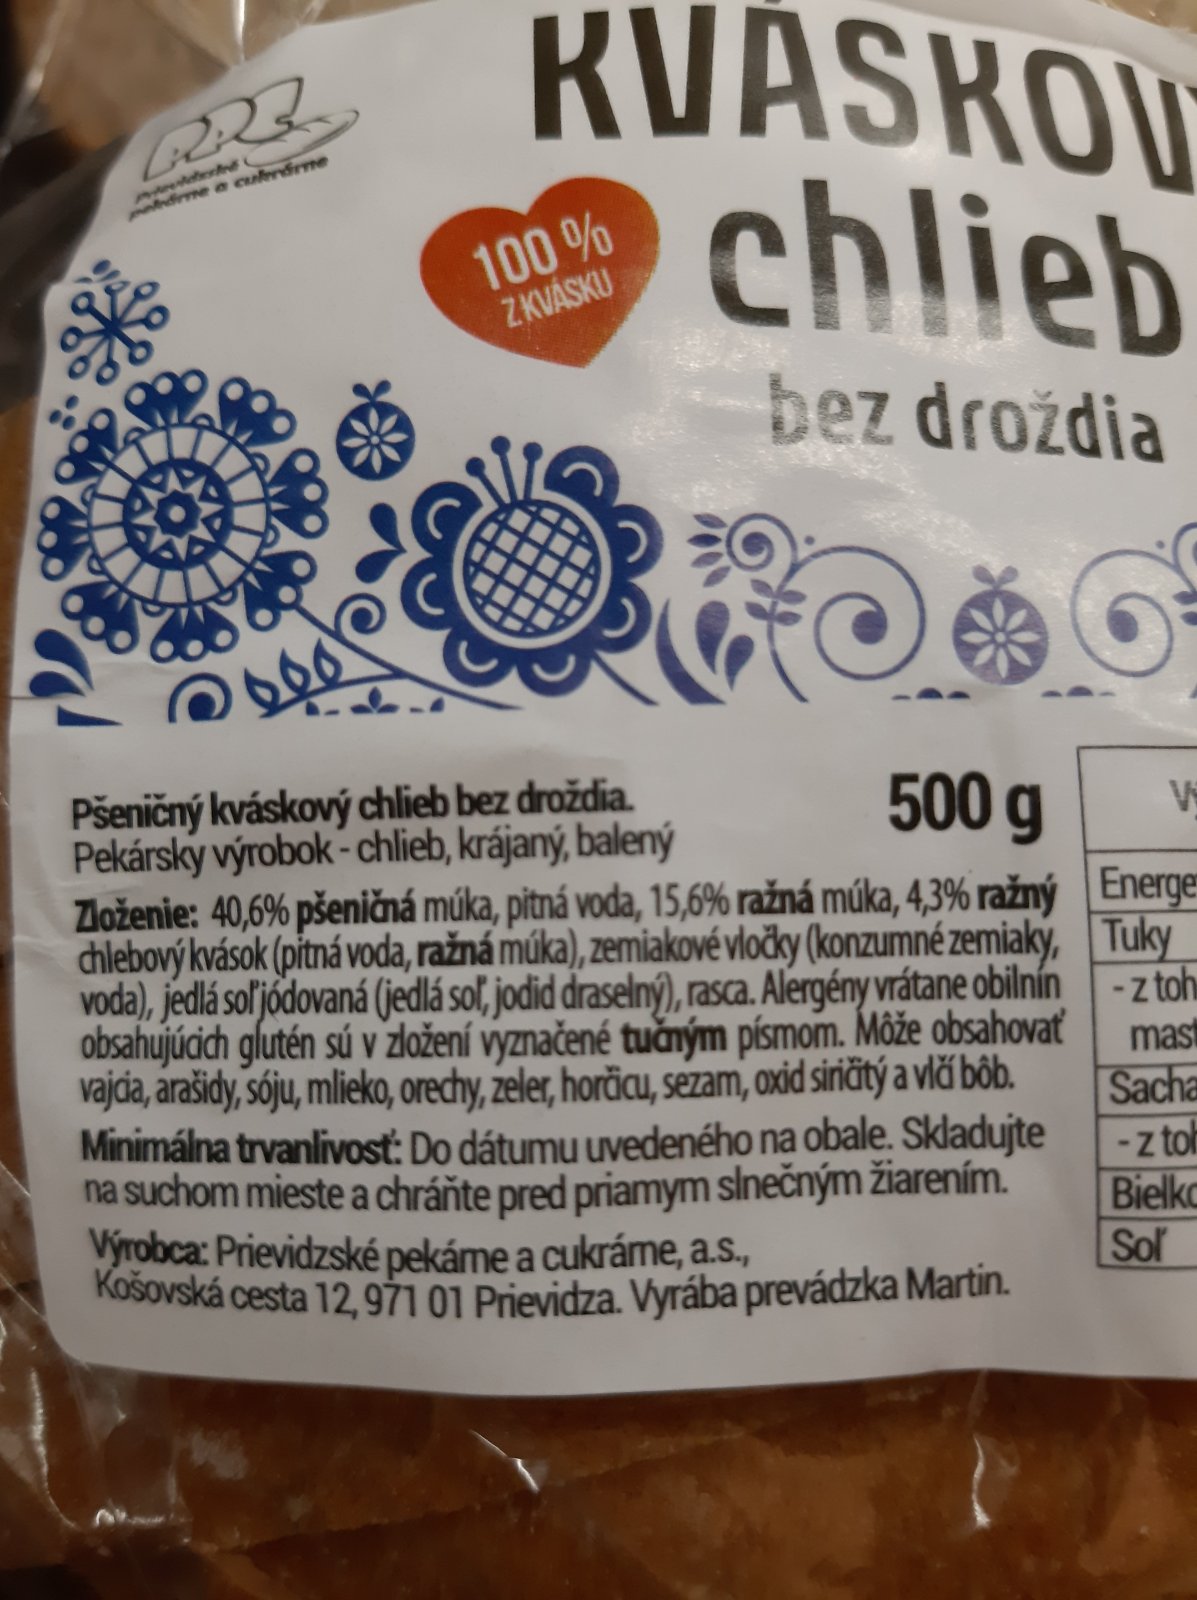 PPC
Prievidzské
pekárne a cukrárne
KVÁSKOV
100 %
Z KVÁSKU
chlieb
bez droždia
Pšeničný kváskový chlieb bez droždia.
500 g
Pekársky výrobok - chlieb, krájaný, balený
Zloženie: 40,6% pšeničná múka, pitná voda, 15,6% ražná múka, 4,3% ražný
chlebový kvások (pitná voda, ražná múka), zemiakové vločky (konzumné zemiaky,
voda), jedlá soľ jódovaná (jedlá soľ, jodid draselný), rasca. Alergény vrátane obilnín
obsahujúcich glutén sú v zložení vyznačené tučným písmom. Môže obsahovať
vajcia, arašidy, sóju, mlieko, orechy, zeler, horčicu, sezam, oxid siričitý a vlčí bôb.
Minimálna trvanlivosť: Do dátumu uvedeného na obale. Skladujte
na suchom mieste a chráňte pred priamym slnečným žiarením.
Výrobca: Prievidzské pekárne a cukrárne, a.s.,
Košovská cesta 12, 971 01 Prievidza. Vyrába prevádzka Martin.
Energe
Tuky
- z toh
mast
Sacha
- z toh
Bielko
Soľ